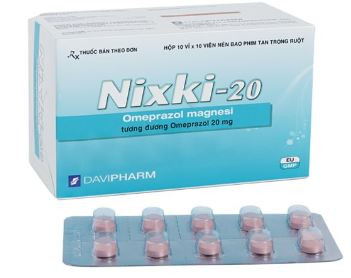 Rx THUỐC BÁN THEO ĐƠN
HỘP 10 VỈ x 10 VIÊN NÉN BAO PHIM TAN TRONG RUỘT
Nixki-20
Omeprazol magnesi
tương đương Omeprazol 20 mg
DAVIPHARM
EU
GMP